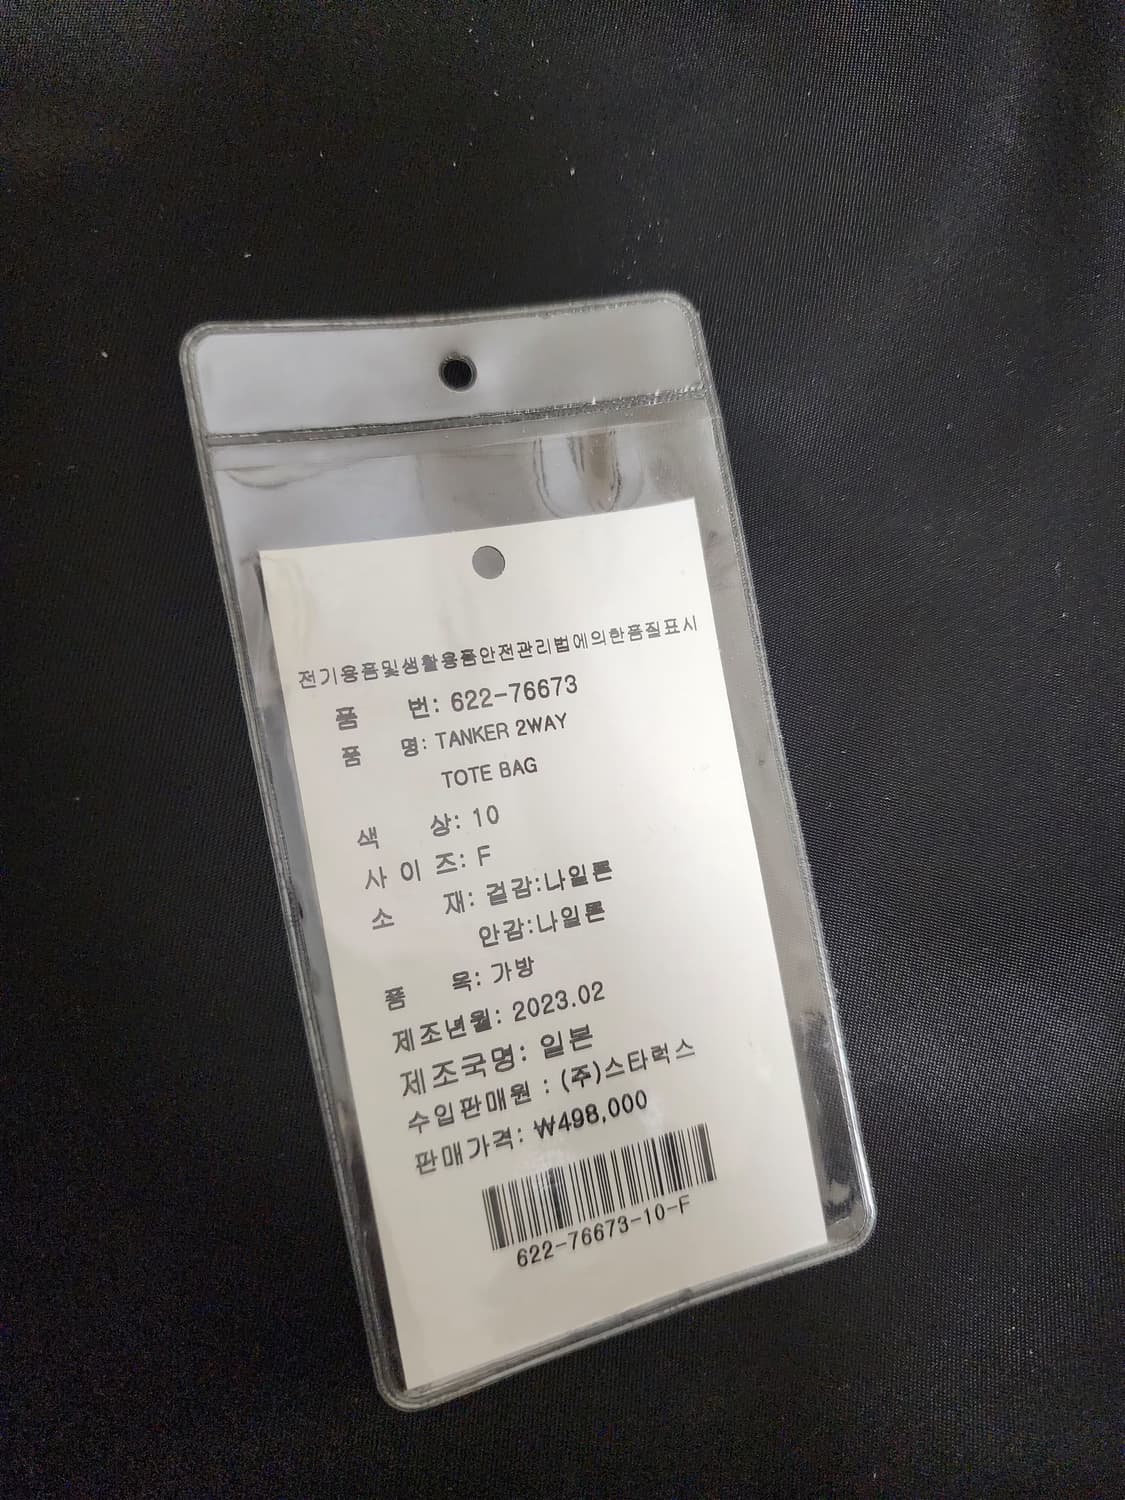 전기용품및생활용품안전관리법에의한품질표시
품 번: 622-76673
품 명: TANKER 2WAY
TOTE BAG
색 상: 10
사 이 즈: F
소 재: 겉감:나일론
안감:나일론
품 목: 가방
제조년월: 2023.02
제조국명: 일본
수입판매원 : (주)스타럭스
판매가격: ₩498,000
622-76673-10-F